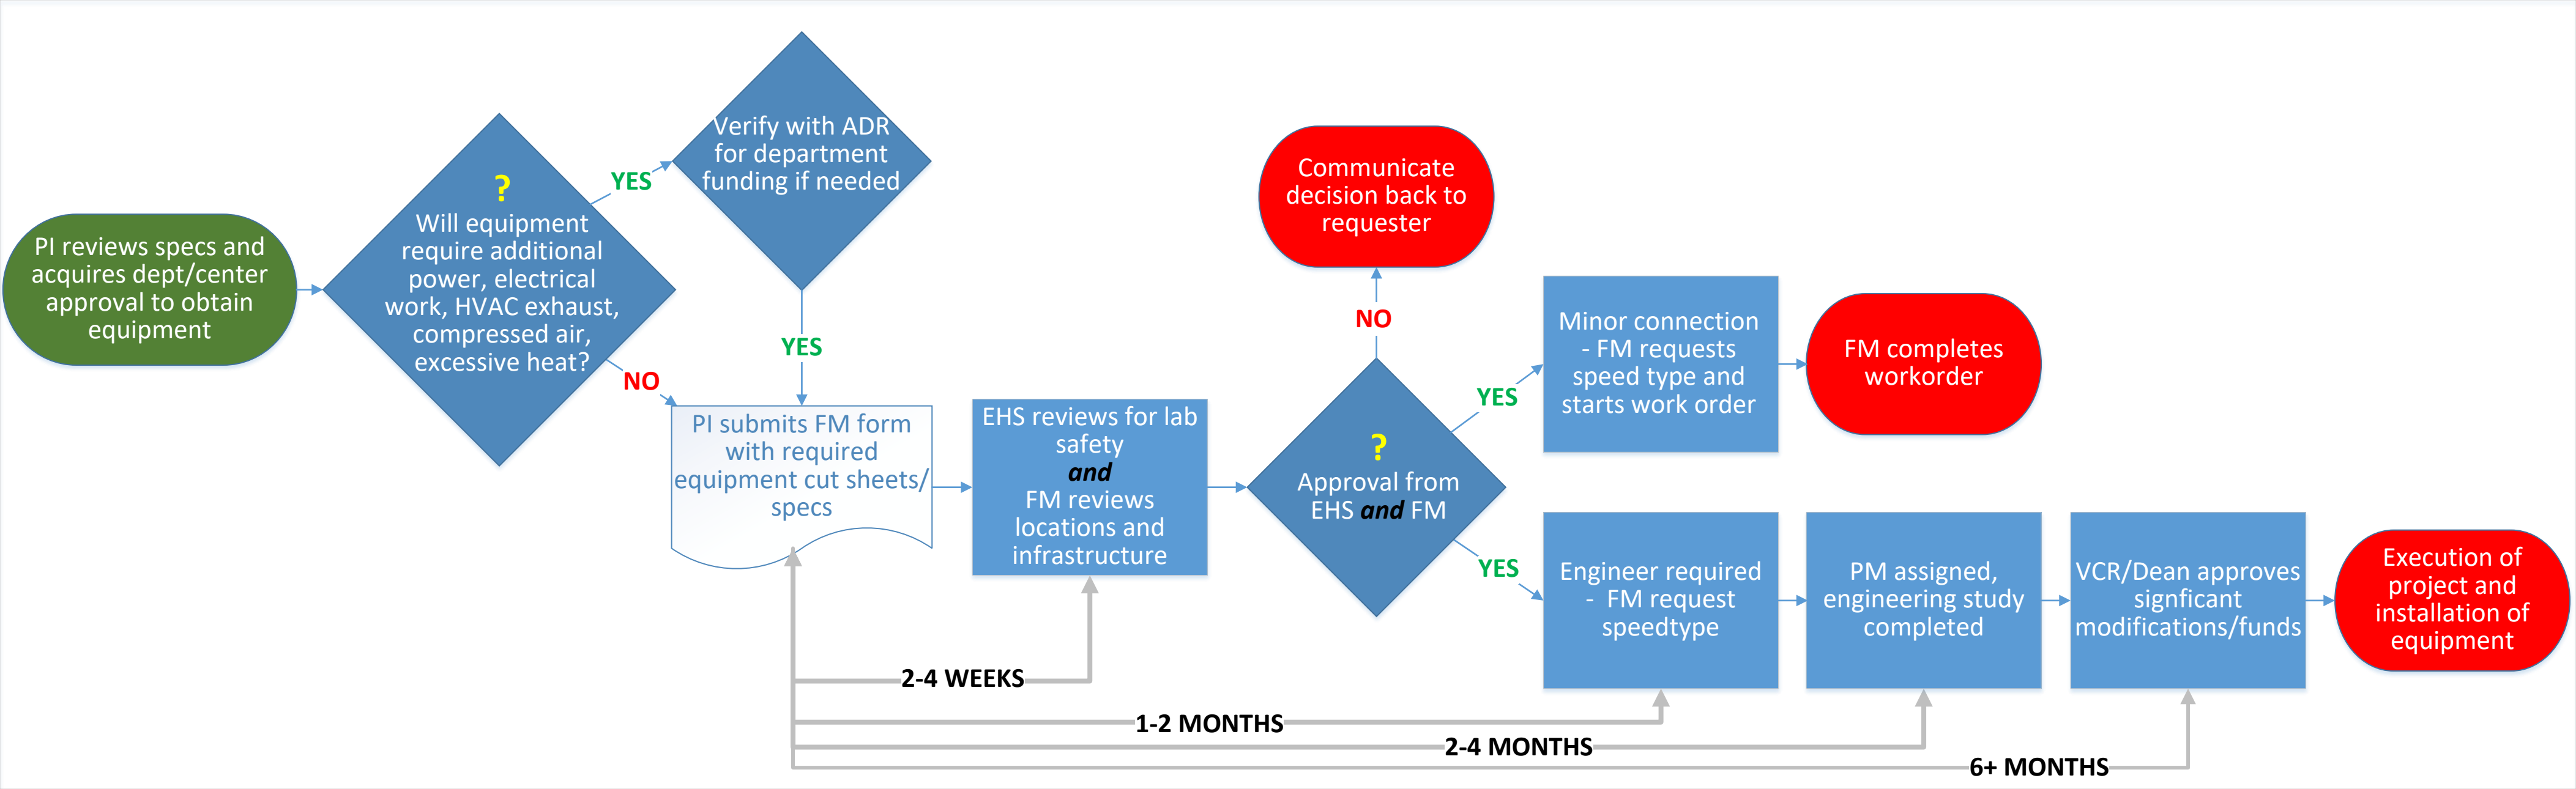 PI reviews specs and
acquires dept/center
approval to obtain
equipment
?
Will equipment
require additional
power, electrical
work, HVAC exhaust,
compressed air,
excessive heat?
YES
NO
Verify with ADR
for department
funding if needed
YES
PI submits FM form
with required
equipment cut sheets/
specs
EHS reviews for lab
safety
and
FM reviews
locations and
infrastructure
?
Approval from
EHS and FM
NO
Communicate
decision back to
requester
YES
Minor connection
- FM requests
speed type and
starts work order
FM completes
workorder
YES
Engineer required
- FM request
speedtype
PM assigned,
engineering study
completed
VCR/Dean approves
signficant
modifications/funds
Execution of
project and
installation of
equipment
2-4 WEEKS
1-2 MONTHS
2-4 MONTHS
6+ MONTHS